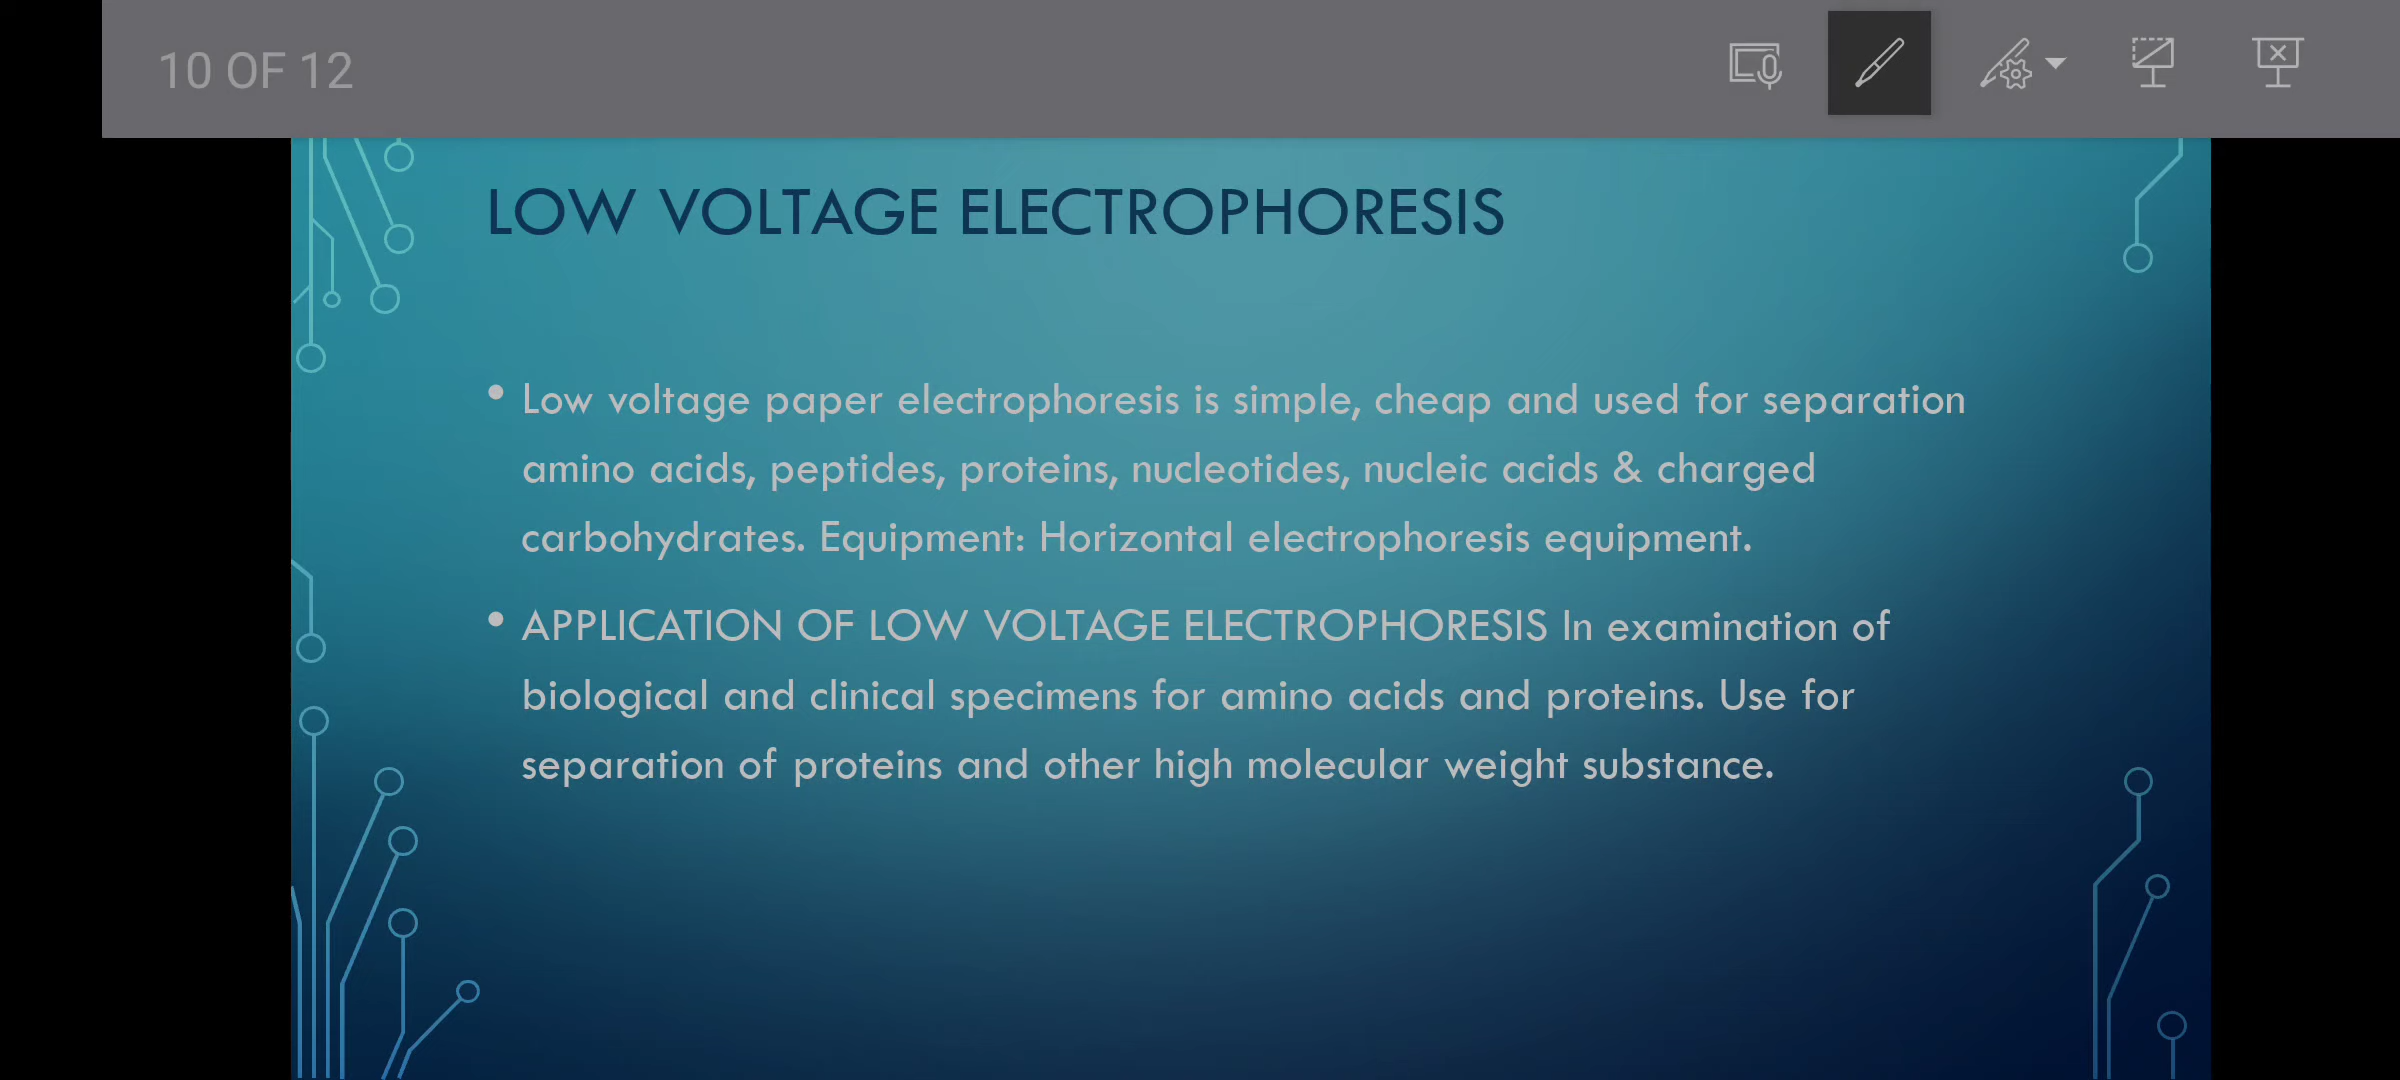 10 OF 12
LOW VOLTAGE ELECTROPHORESIS
• Low voltage paper electrophoresis is simple, cheap and used for separation
amino acids, peptides, proteins, nucleotides, nucleic acids & charged
carbohydrates. Equipment: Horizontal electrophoresis equipment.
• APPLICATION OF LOW VOLTAGE ELECTROPHORESIS In examination of
biological and clinical specimens for amino acids and proteins. Use for
separation of proteins and other high molecular weight substance.